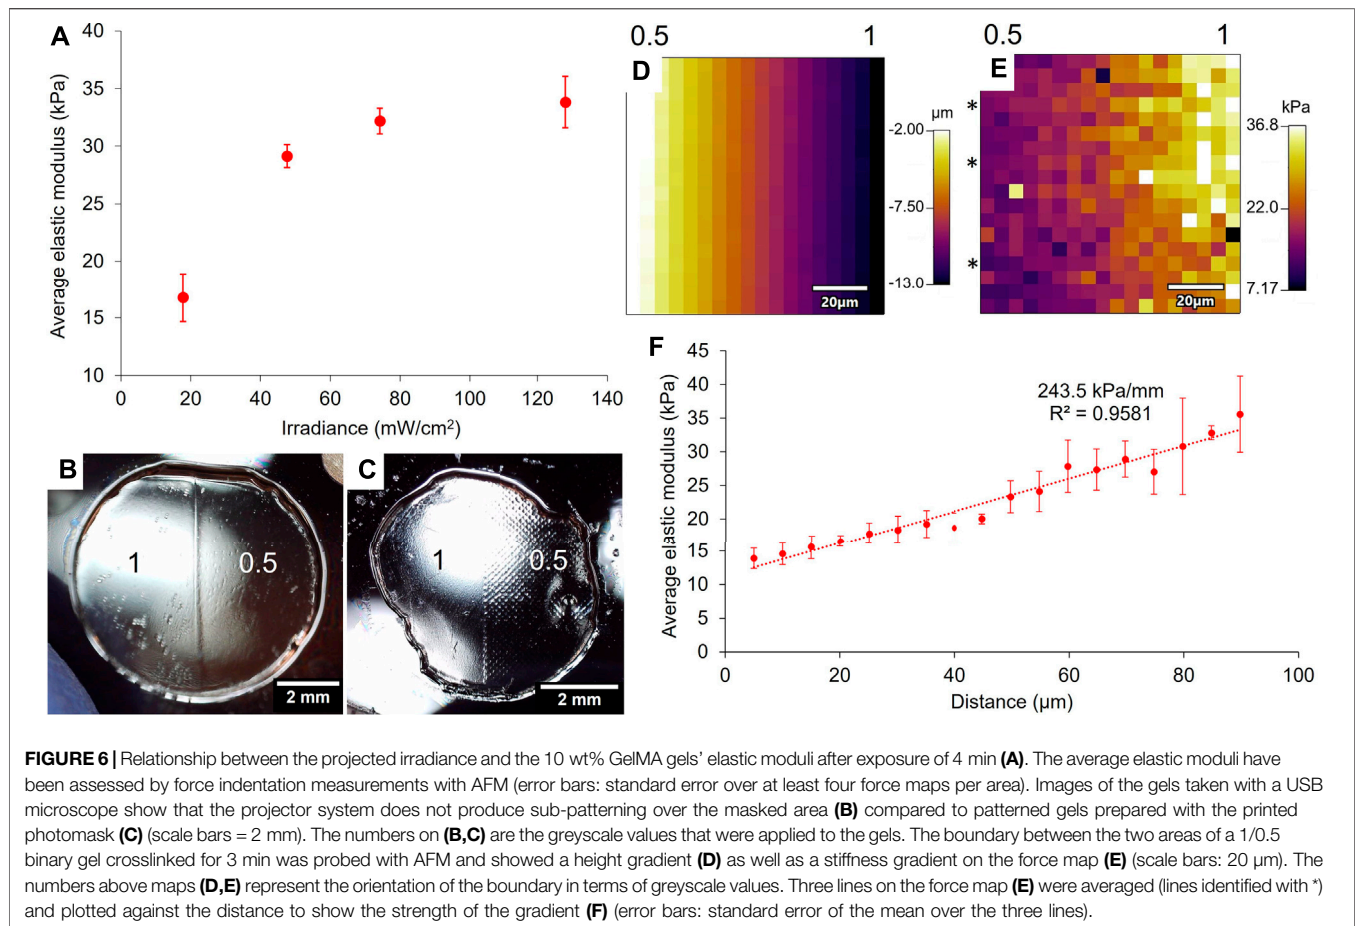 A
40
35
30
25
20
15
10
Average elastic modulus (kPa)
0 20 40 60 80 100 120 140
Irradiance (mW/cm²)
0.5 1
D
µm
-2.00
-7.50
-13.0
20µm
0.5 1
E
*
*
*
kPa
36.8
22.0
7.17
20µm
B
1 0.5
2 mm
C
1 0.5
2 mm
F
45
40
35
30
25
20
15
10
5
0
Average elastic modulus (kPa)
243.5 kPa/mm
R² = 0.9581
0 20 40 60 80 100
Distance (µm)
FIGURE 6 | Relationship between the projected irradiance and the 10 wt% GelMA gels' elastic moduli after exposure of 4 min (A). The average elastic moduli have
been assessed by force indentation measurements with AFM (error bars: standard error over at least four force maps per area). Images of the gels taken with a USB
microscope show that the projector system does not produce sub-patterning over the masked area (B) compared to patterned gels prepared with the printed
photomask (C) (scale bars = 2 mm). The numbers on (B,C) are the greyscale values that were applied to the gels. The boundary between the two areas of a 1/0.5
binary gel crosslinked for 3 min was probed with AFM and showed a height gradient (D) as well as a stiffness gradient on the force map (E) (scale bars: 20 µm). The
numbers above maps (D,E) represent the orientation of the boundary in terms of greyscale values. Three lines on the force map (E) were averaged (lines identified with *)
and plotted against the distance to show the strength of the gradient (F) (error bars: standard error of the mean over the three lines).